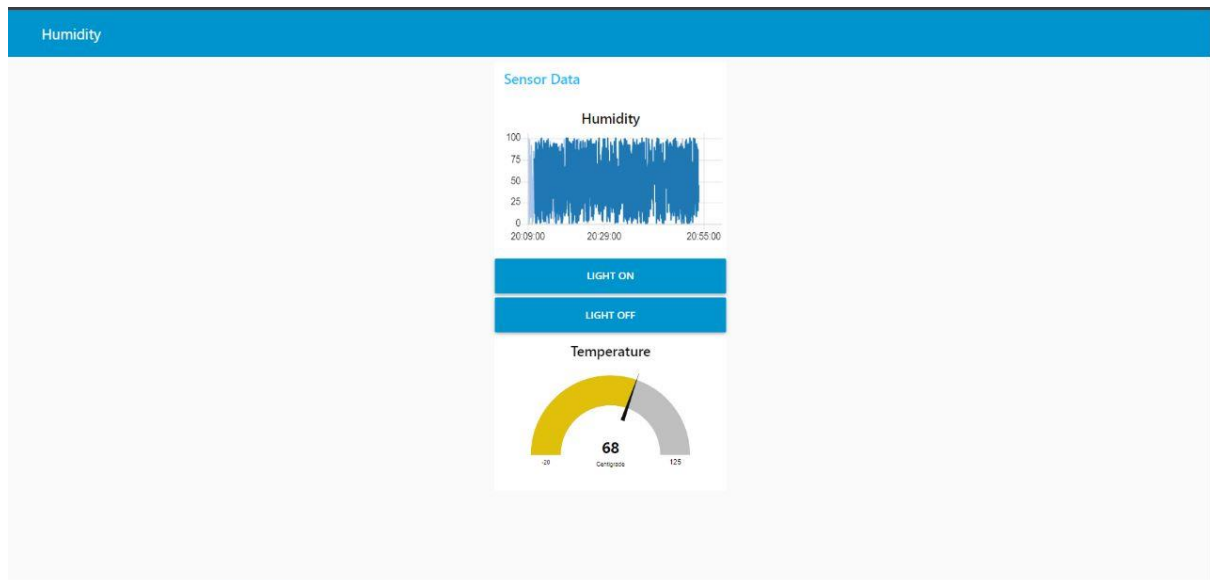 Humidity
Sensor Data
Humidity
100
75
50
25
0
20:09:00 20:29:00 20:55:00
LIGHT ON
LIGHT OFF
Temperature
68
-20 Centigrade 125